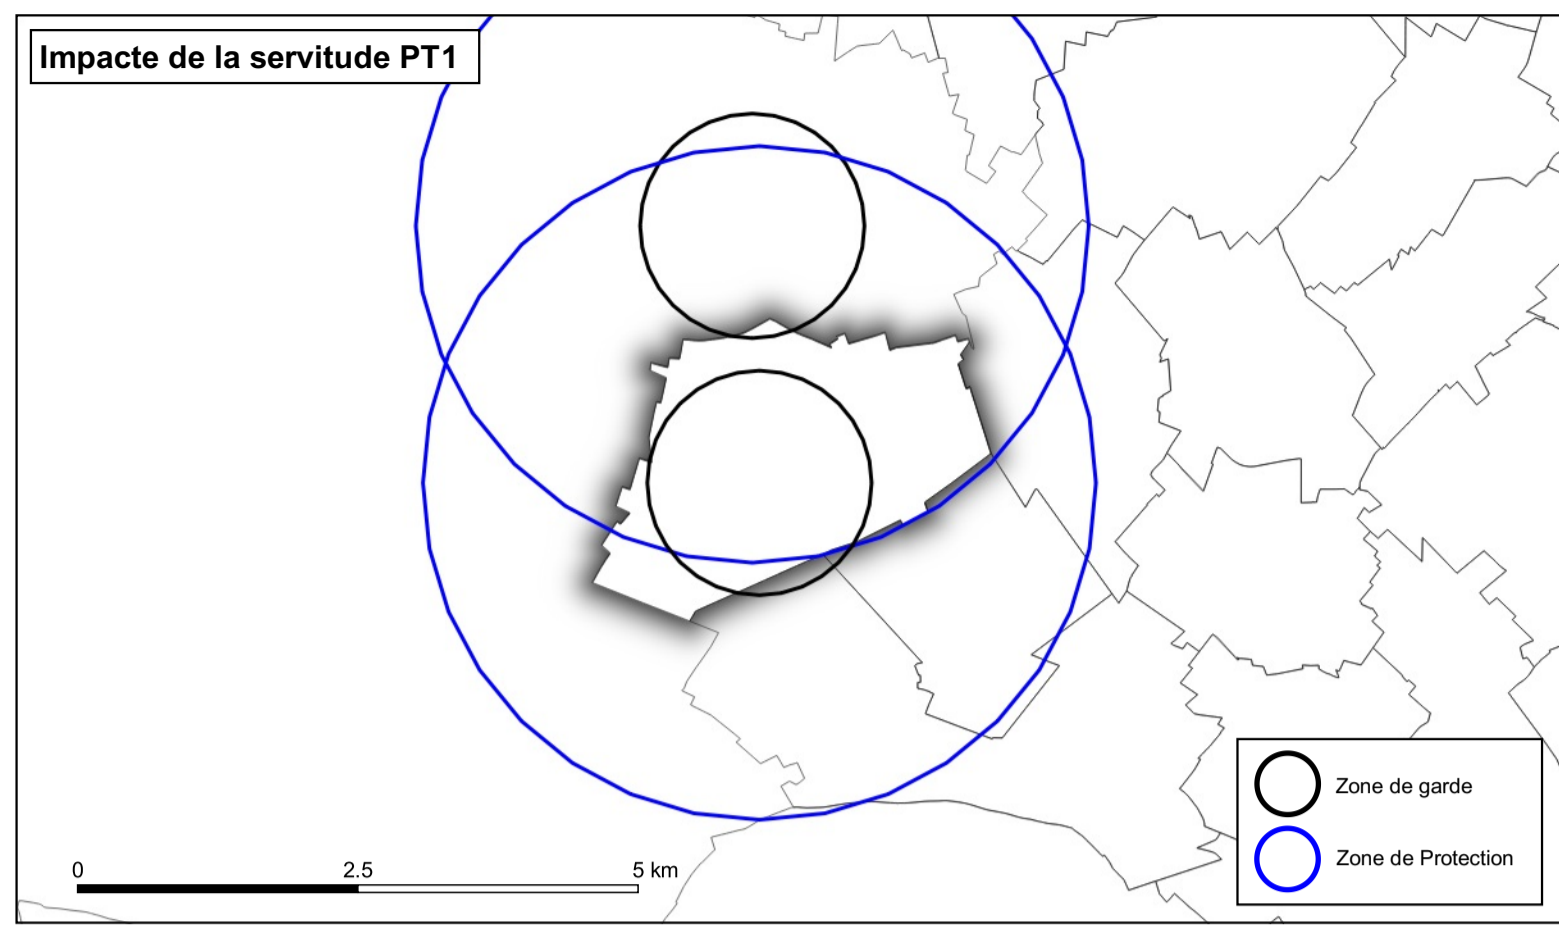 Impacte de la servitude PT1
Zone de garde
Zone de Protection
0 2.5 5 km